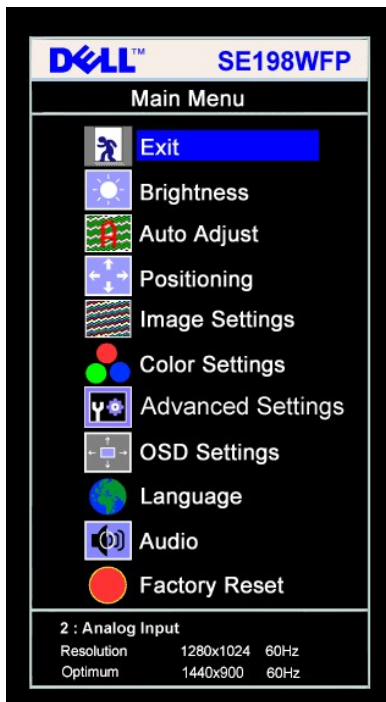 DELL™ SE198WFP
Main Menu
Exit
Brightness
Auto Adjust
Positioning
Image Settings
Color Settings
Advanced Settings
OSD Settings
Language
Audio
Factory Reset
2 : Analog Input
Resolution 1280x1024 60Hz
Optimum 1440x900 60Hz